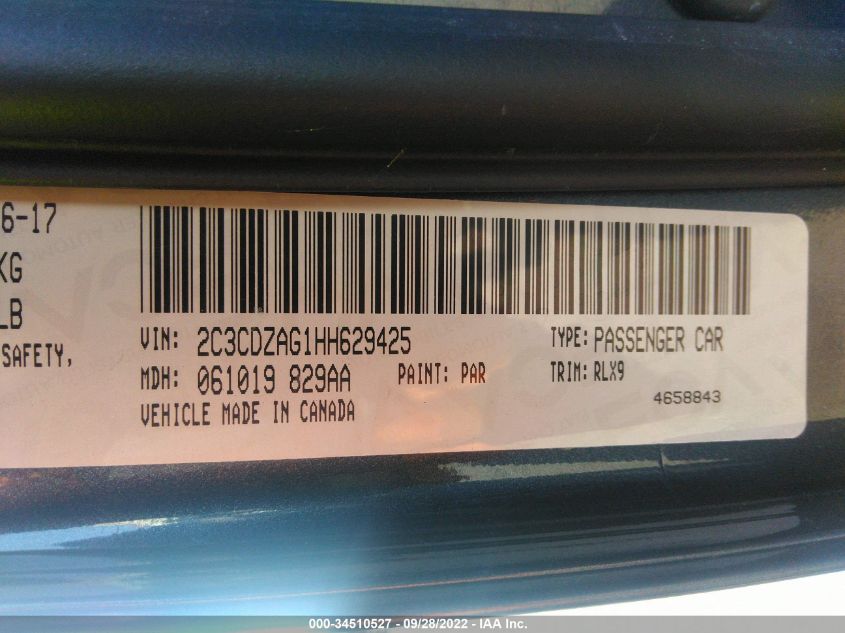 6-17
KG
LB
SAFETY,
VIN: 2C3CDZAG1HH629425 TYPE: PASSENGER CAR
MDH: 061019 829AA PAINT: PAR TRIM: RLX9
4658843
VEHICLE MADE IN CANADA
000-34510527 - 09/28/2022 - IAA Inc.